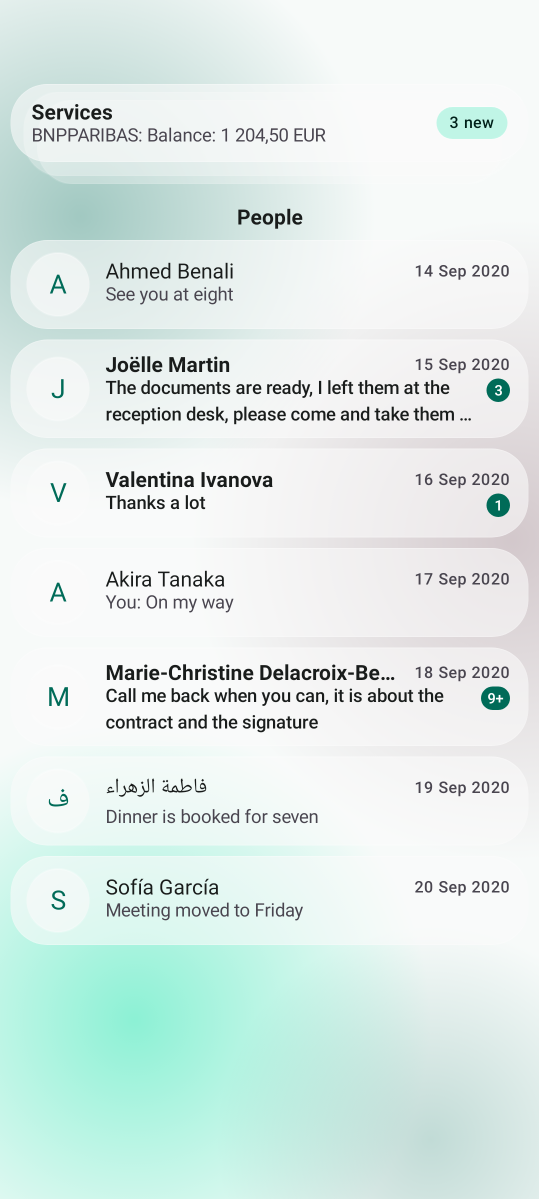 Services
BNPPARIBAS: Balance: 1 204,50 EUR
3 new
People
A
Ahmed Benali
14 Sep 2020
See you at eight
J
Joëlle Martin
15 Sep 2020
The documents are ready, I left them at the
3
reception desk, please come and take them …
V
Valentina Ivanova
16 Sep 2020
Thanks a lot
1
A
Akira Tanaka
17 Sep 2020
You: On my way
M
Marie-Christine Delacroix-Be…
18 Sep 2020
Call me back when you can, it is about the
9+
contract and the signature
ف
فاطمة الزهراء
19 Sep 2020
Dinner is booked for seven
S
Sofía García
20 Sep 2020
Meeting moved to Friday